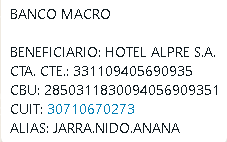 BANCO MACRO
BENEFICIARIO: HOTEL ALPRE S.A.
CTA. CTE.: 331109405690935
CBU: 2850311830094056909351
CUIT: 30710670273
ALIAS: JARRA.NIDO.ANANA